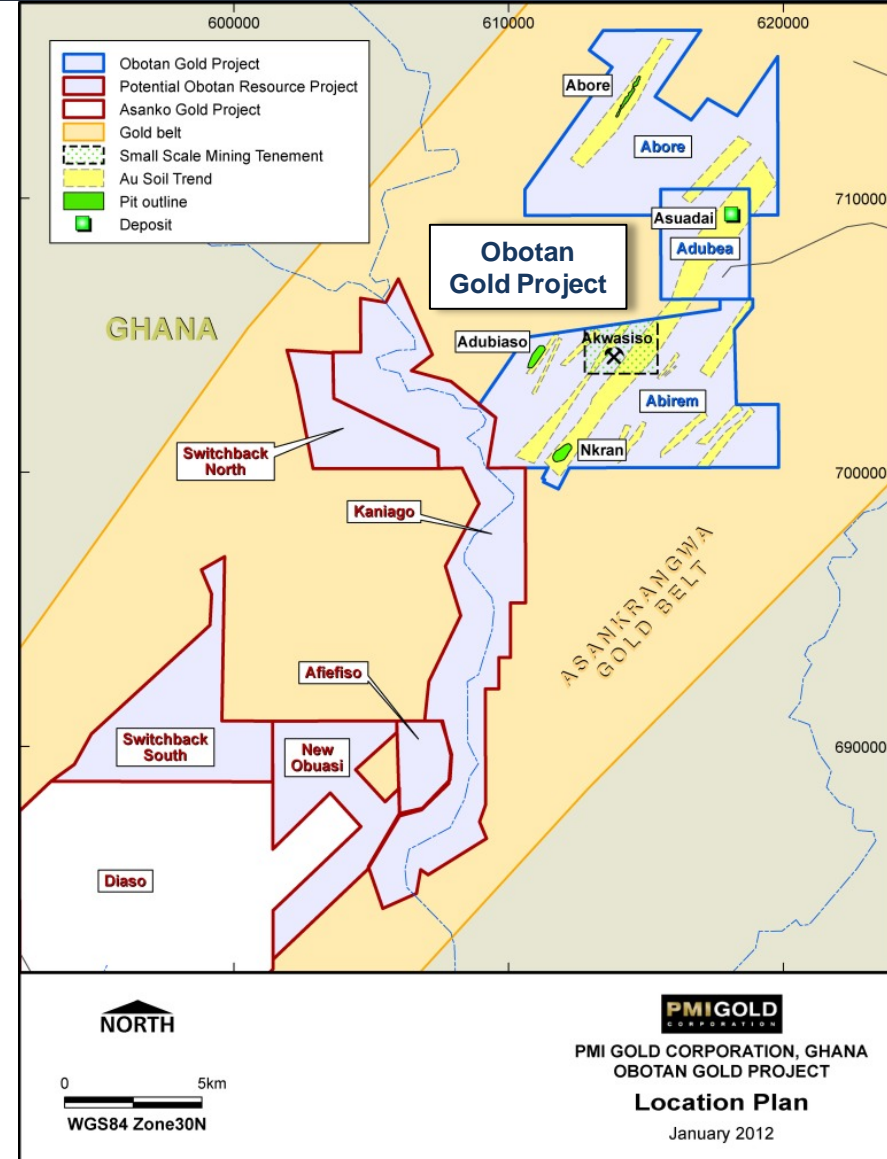 600000
610000
620000
Obotan Gold Project
Potential Obotan Resource Project
Asanko Gold Project
Gold belt
Small Scale Mining Tenement
Au Soil Trend
Pit outline
Deposit
Abore
Abore
710000
Asuadai
Adubea
Obotan
Gold Project
GHANA
Adubiaso
Akwasiso
Abirem
Switchback
North
Nkran
700000
Kaniago
ASANKRANGWA
GOLD BELT
Afiefiso
Switchback
South
New
Obuasi
690000
Diaso
NORTH
0 5km
WGS84 Zone30N
PMIGOLD
CORPORATION
PMI GOLD CORPORATION, GHANA
OBOTAN GOLD PROJECT
Location Plan
January 2012